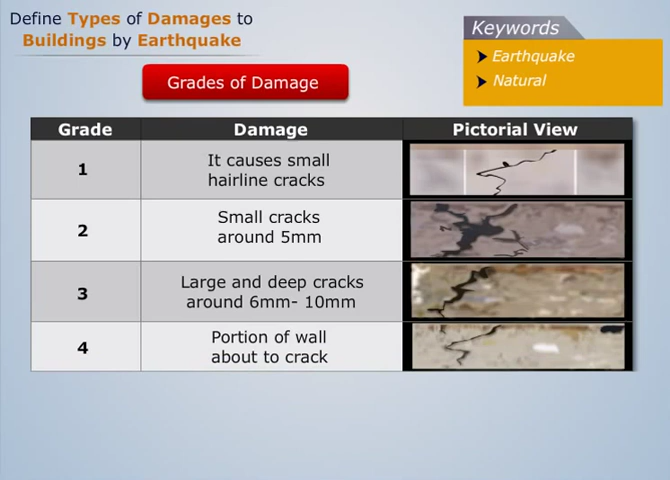 Define Types of Damages to
Buildings by Earthquake
Keywords
Earthquake
Natural
Grades of Damage
Grade Damage Pictorial View
1 It causes small
hairline cracks
2 Small cracks
around 5mm
3 Large and deep cracks
around 6mm- 10mm
4 Portion of wall
about to crack